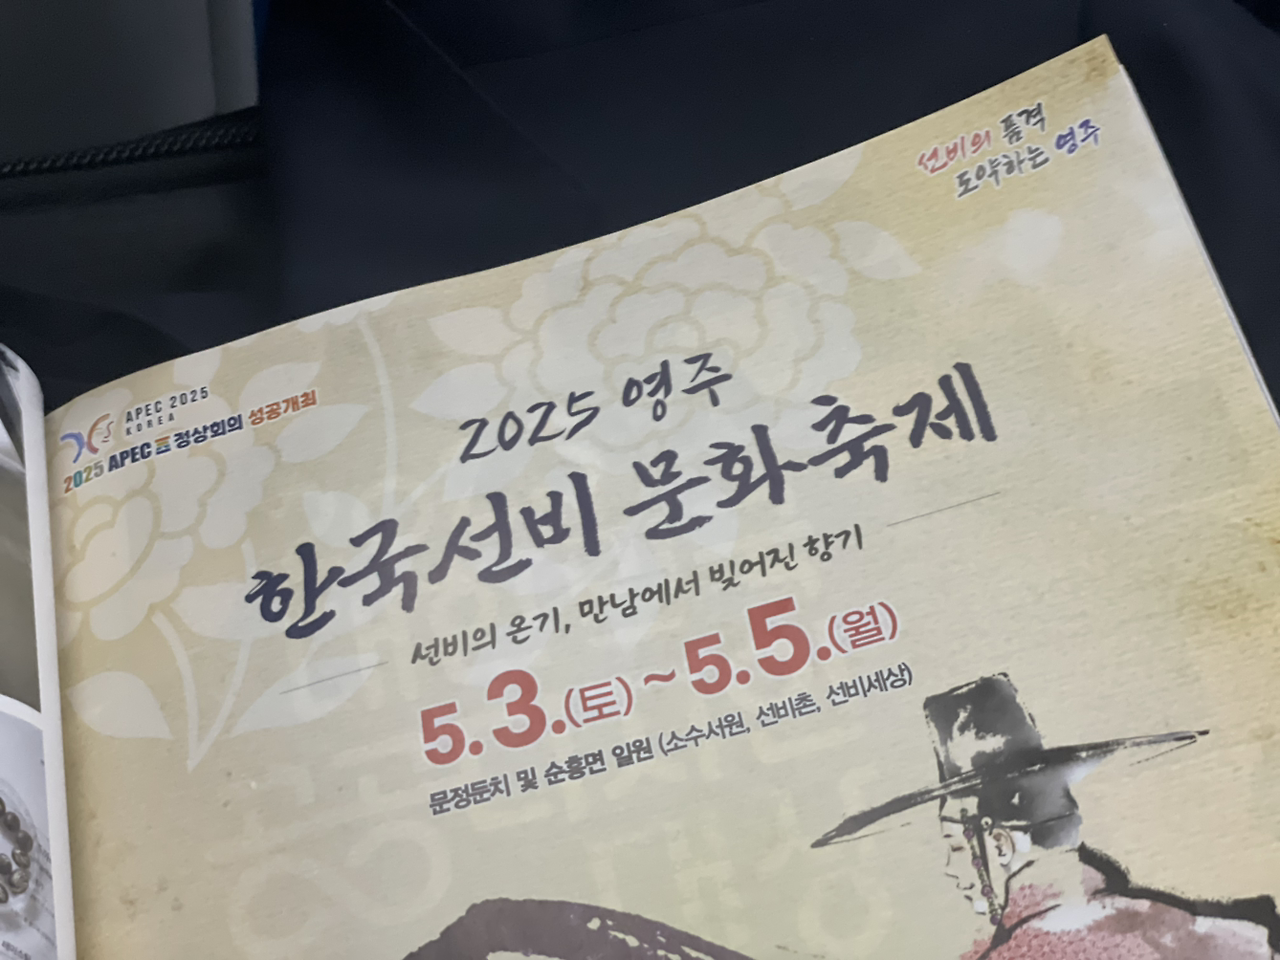 선비의 품격
도약하는 영주
APEC 2025
KOREA
2025 APEC 정상회의 성공개최
2025 영주
한국선비 문화축제
선비의 온기, 만남에서 빚어진 향기
5.3.(토)~5.5.(월)
문정둔치 및 순흥면 일원 (소수서원, 선비촌, 선비세상)